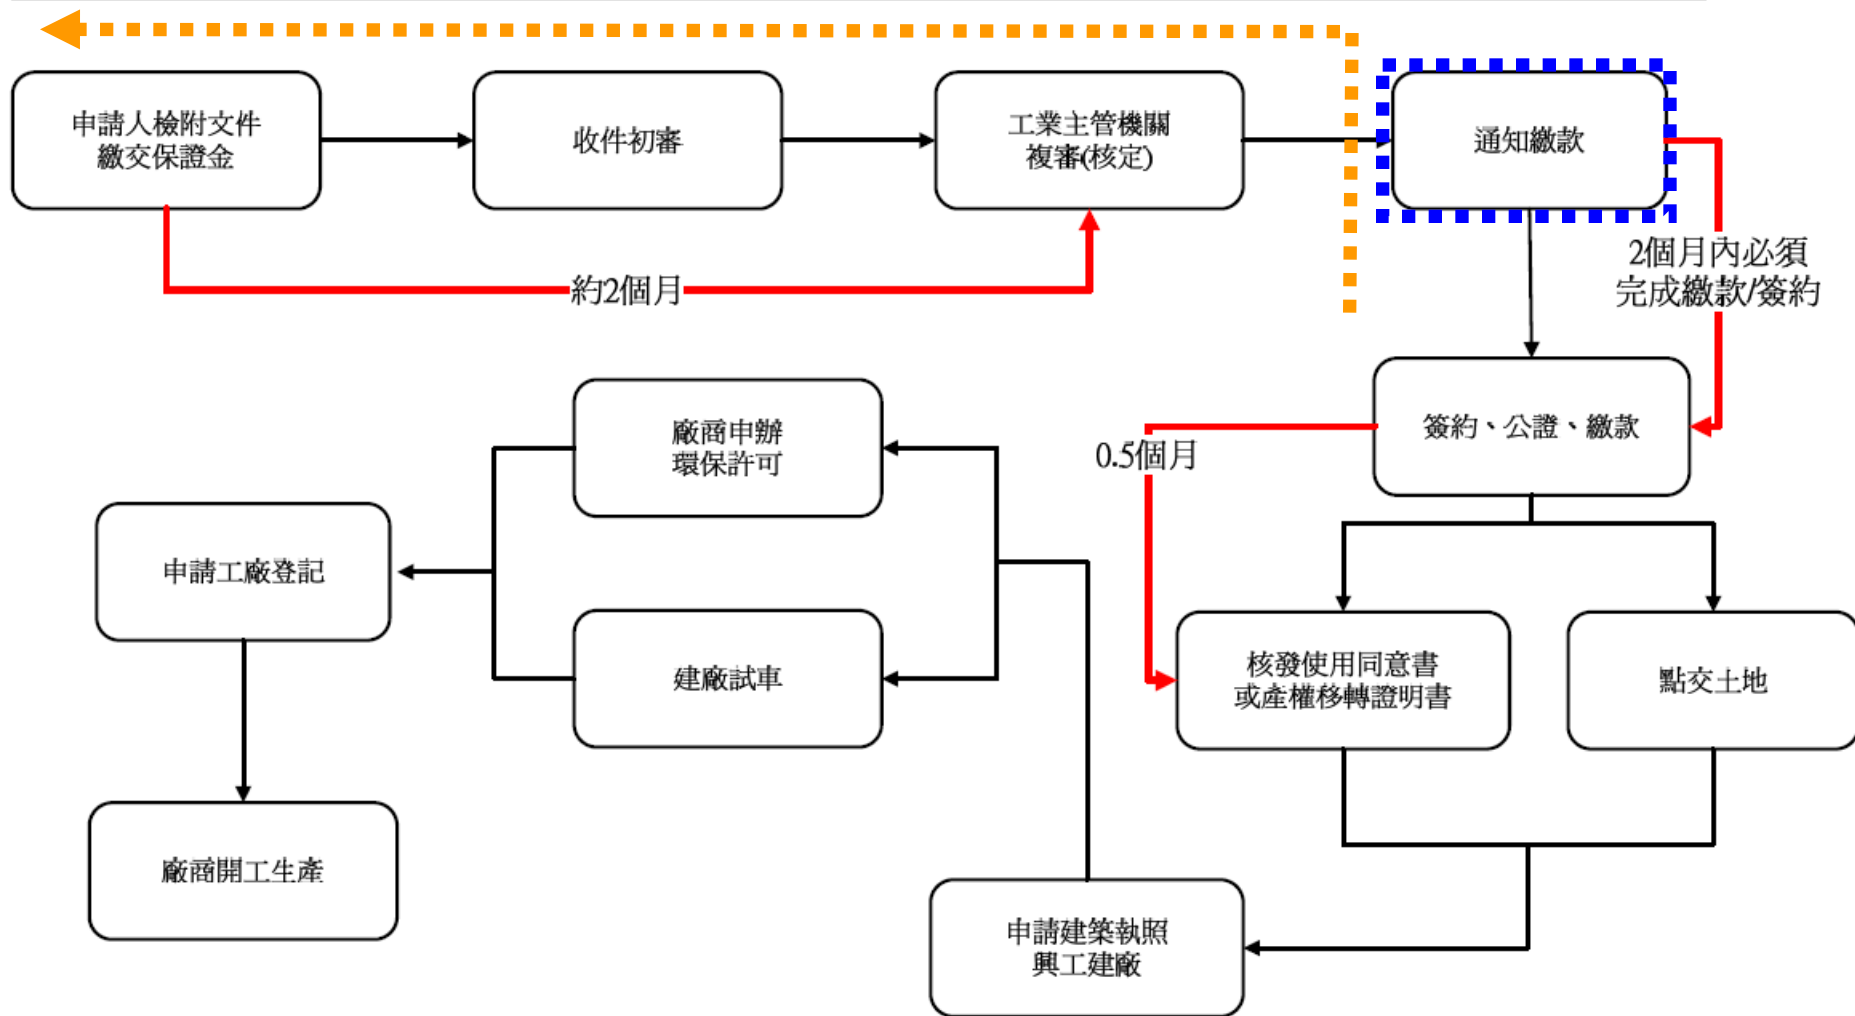 申請人檢附文件
繳交保證金
收件初審
工業主管機關
複審(核定)
通知繳款
約2個月
2個月內必須
完成繳款/簽約
簽約、公證、繳款
0.5個月
核發使用同意書
或產權移轉證明書
點交土地
廠商申辦
環保許可
建廠試車
申請工廠登記
廠商開工生產
申請建築執照
興工建廠